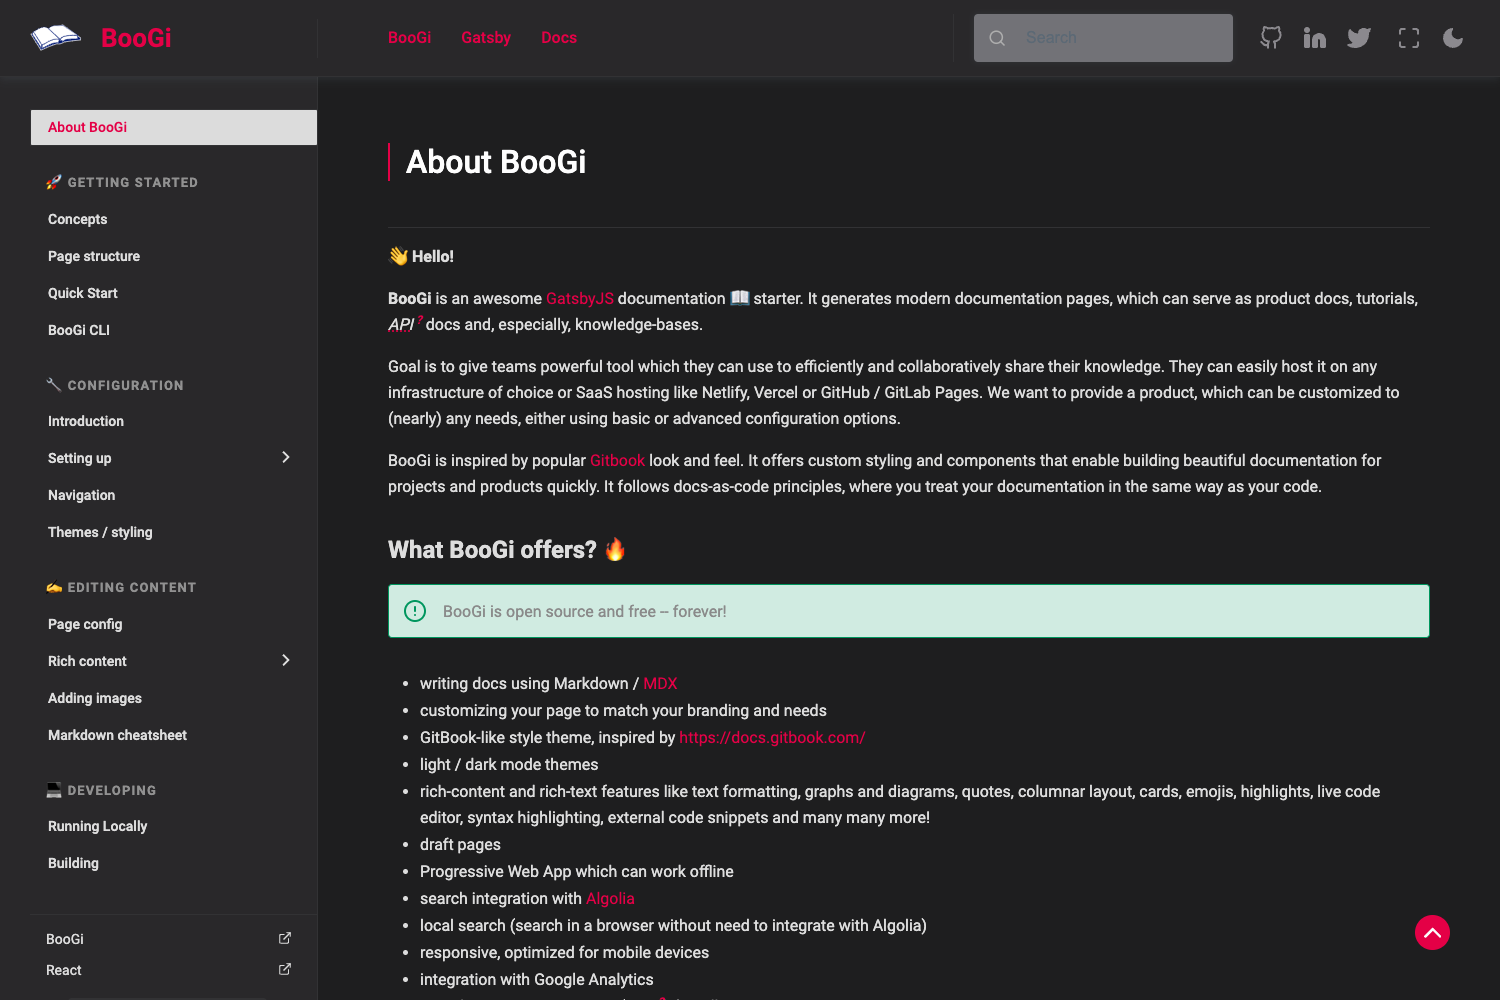 BooGi
BooGi Gatsby Docs
Search
About BooGi
🚀 GETTING STARTED
Concepts
Page structure
Quick Start
BooGi CLI
🔧 CONFIGURATION
Introduction
Setting up
Navigation
Themes / styling
✍️ EDITING CONTENT
Page config
Rich content
Adding images
Markdown cheatsheet
💻 DEVELOPING
Running Locally
Building
BooGi
React
About BooGi
👋 Hello!
BooGi is an awesome GatsbyJS documentation 📖 starter. It generates modern documentation pages, which can serve as product docs, tutorials,
API ? docs and, especially, knowledge-bases.
Goal is to give teams powerful tool which they can use to efficiently and collaboratively share their knowledge. They can easily host it on any
infrastructure of choice or SaaS hosting like Netlify, Vercel or GitHub / GitLab Pages. We want to provide a product, which can be customized to
(nearly) any needs, either using basic or advanced configuration options.
BooGi is inspired by popular Gitbook look and feel. It offers custom styling and components that enable building beautiful documentation for
projects and products quickly. It follows docs-as-code principles, where you treat your documentation in the same way as your code.
What BooGi offers? 🔥
BooGi is open source and free – forever!
• writing docs using Markdown / MDX
• customizing your page to match your branding and needs
• GitBook-like style theme, inspired by https://docs.gitbook.com/
• light / dark mode themes
• rich-content and rich-text features like text formatting, graphs and diagrams, quotes, columnar layout, cards, emojis, highlights, live code
editor, syntax highlighting, external code snippets and many many more!
• draft pages
• Progressive Web App which can work offline
• search integration with Algolia
• local search (search in a browser without need to integrate with Algolia)
• responsive, optimized for mobile devices
• integration with Google Analytics